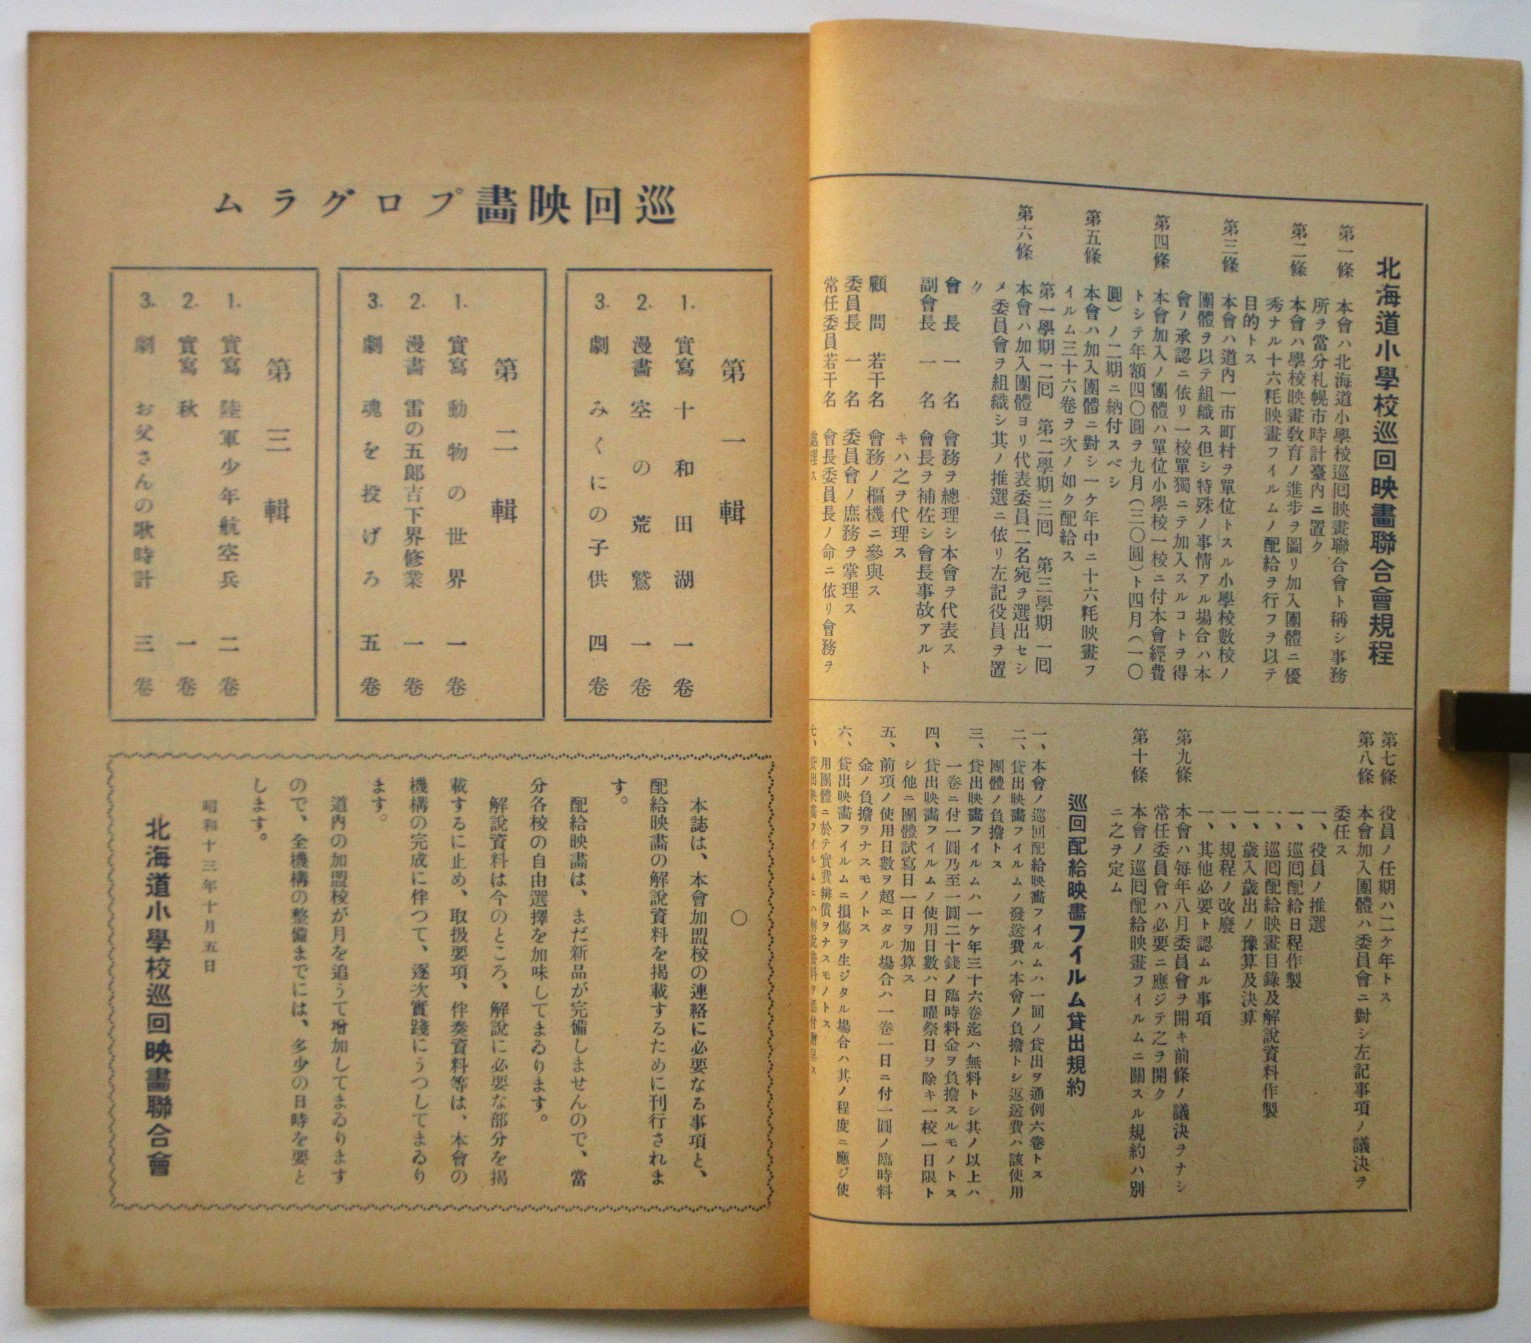 北海道小學校巡回映畫聯合會規程
第一條 本會ハ北海道小學校巡囘映畫聯合會ト稱シ事務
所ヲ當分札幌市時計臺内ニ置ク
第二條 本會ハ學校映畫敎育ノ進步ヲ圖リ加入團體ニ優
秀ナル十六粍映畫フイルムノ配給ヲ行フヲ以テ
目的トス
第三條 本會ハ道内一市町村ヲ單位トスル小學校數校ノ
團體ヲ以テ組織ス但シ特殊ノ事情アル場合ハ本
會ノ承認ニ依リ一校單獨ニテ加入スルコトヲ得
第四條 本會加入ノ團體ハ單位小學校一校ニ付本會經費
トシテ年額四〇圓ヲ九月(三〇圓)ト四月(一〇
圓)ノ二期ニ納付スベシ
第五條 本會ハ加入團體ニ對シ一ケ年中ニ十六粍映畫フ
イルム三十六卷ヲ次ノ如ク配給ス
第一學期二囘 第二學期三囘 第三學期一囘
第六條 本會ハ加入團體ヨリ代表委員二名宛ヲ選出セシ
メ委員會ヲ組織シ其ノ推選ニ依リ左記役員ヲ置
ク
會長 一名 會務ヲ總理シ本會ヲ代表ス
副會長 一名 會長ヲ補佐シ會長事故アルト
キハ之ヲ代理ス
顧問 若干名 會務ノ樞機ニ參與ス
委員長 一名 委員會ノ庶務ヲ掌理ス
常任委員若干名 會長委員長ノ命ニ依リ會務ヲ
處理ス
第七條 役員ノ任期ハ二ケ年トス
第八條 本會加入團體ハ委員會ニ對シ左記事項ノ議決ヲ
委任ス
一、役員ノ推選
一、巡囘配給日程作製
一、巡囘配給映畫目錄及解說資料作製
一、歲入歲出ノ豫算及決算
一、規程ノ改廢
一、其他必要ト認ムル事項
第九條 本會ハ每年八月委員會ヲ開キ前條ノ議決ヲナシ
常任委員會ハ必要ニ應ジテ之ヲ開ク
第十條 本會ノ巡囘配給映畫フイルムニ關スル規約ハ別
ニ之ヲ定ム
巡回配給映畫フイルム貸出規約
一、本會ノ巡囘配給映畫フイルムハ一囘ノ貸出ヲ通例六卷トス
二、貸出映畫フイルムノ發送費ハ本會ノ負擔トシ返送費ハ該使用
團體ノ負擔トス
三、貸出映畫フイルムハ一ケ年三十六卷迄ハ無料トシ其ノ以上ハ
一卷ニ付一圓乃至一圓二十錢ノ臨時料金ヲ負擔スルモノトス
四、貸出映畫フイルムノ使用日數ハ日曜祭日ヲ除キ一校一日限ト
シ他ニ團體試寫日一日ヲ加算ス
五、前項ノ使用日數ヲ超エタル場合ハ一卷一日ニ付一圓ノ臨時料
金ノ負擔ヲナスモノトス
六、貸出映畫フイルムニ損傷ヲ生ジタル場合ハ其ノ程度ニ應ジ使
用團體ニ於テ實費辨償ヲナスモノトス
七、貸出映畫フイルムニハ解說資料ヲ
巡回映畫プログラム
第一輯
1. 實寫 十和田湖 一卷
2. 漫畫 空の荒鷲 一卷
3. 劇 みくにの子供 四卷
第二輯
1. 實寫 動物の世界 一卷
2. 漫畫 雷の五郎吉下界修業 一卷
3. 劇 魂を投げろ 五卷
第三輯
1. 實寫 陸軍少年航空兵 二卷
2. 實寫 秋 一卷
3. 劇 お父さんの歌時計 三卷
〇
本誌は、本會加盟校の連絡に必要なる事項と、
配給映畫の解說資料を揭載するために刊行されま
す。
配給映畫は、まだ新品が完備しませんので、當
分各校の自由選擇を加味してまゐります。
解說資料は今のところ、解說に必要な部分を揭
載するに止め、取扱要項、伴奏資料等は、本會の
機構の完成に伴つて、逐次實踐にうつしてまゐり
ます。
道内の加盟校が月を追うて增加してまゐります
ので、全機構の整備までには、多少の日時を要と
します。
昭和十三年十月五日
北海道小學校巡回映畫聯合會